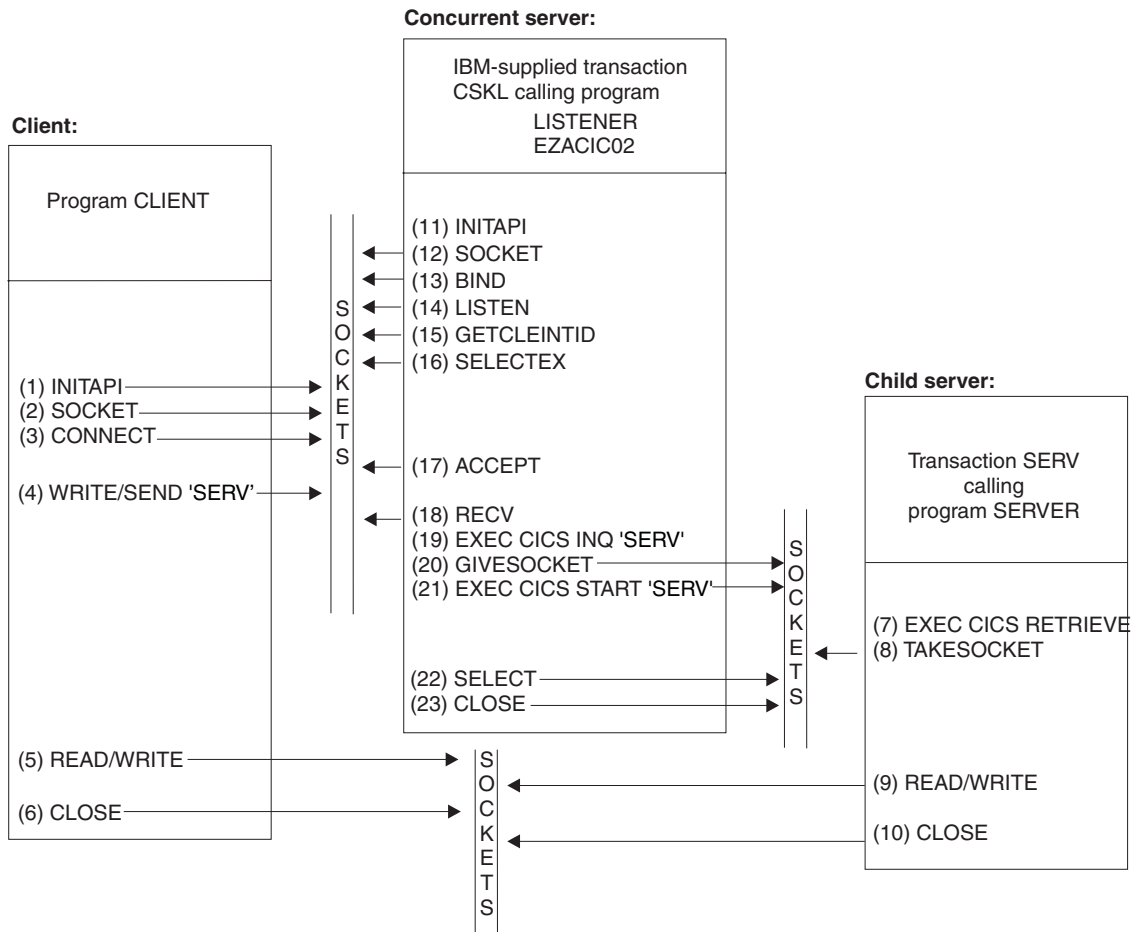 Concurrent server:
IBM-supplied transaction
CSKL calling program
LISTENER
EZACIC02
Client:
Program CLIENT
(11) INITAPI
(12) SOCKET
(13) BIND
(14) LISTEN
(15) GETCLEINTID
(16) SELECTEX
SOCKETS
(1) INITAPI
(2) SOCKET
(3) CONNECT
(4) WRITE/SEND 'SERV'
(17) ACCEPT
(18) RECV
(19) EXEC CICS INQ 'SERV'
(20) GIVESOCKET
(21) EXEC CICS START 'SERV'
(22) SELECT
(23) CLOSE
SOCKETS
Child server:
Transaction SERV
calling
program SERVER
(7) EXEC CICS RETRIEVE
(8) TAKESOCKET
(5) READ/WRITE
(6) CLOSE
SOCKETS
(9) READ/WRITE
(10) CLOSE